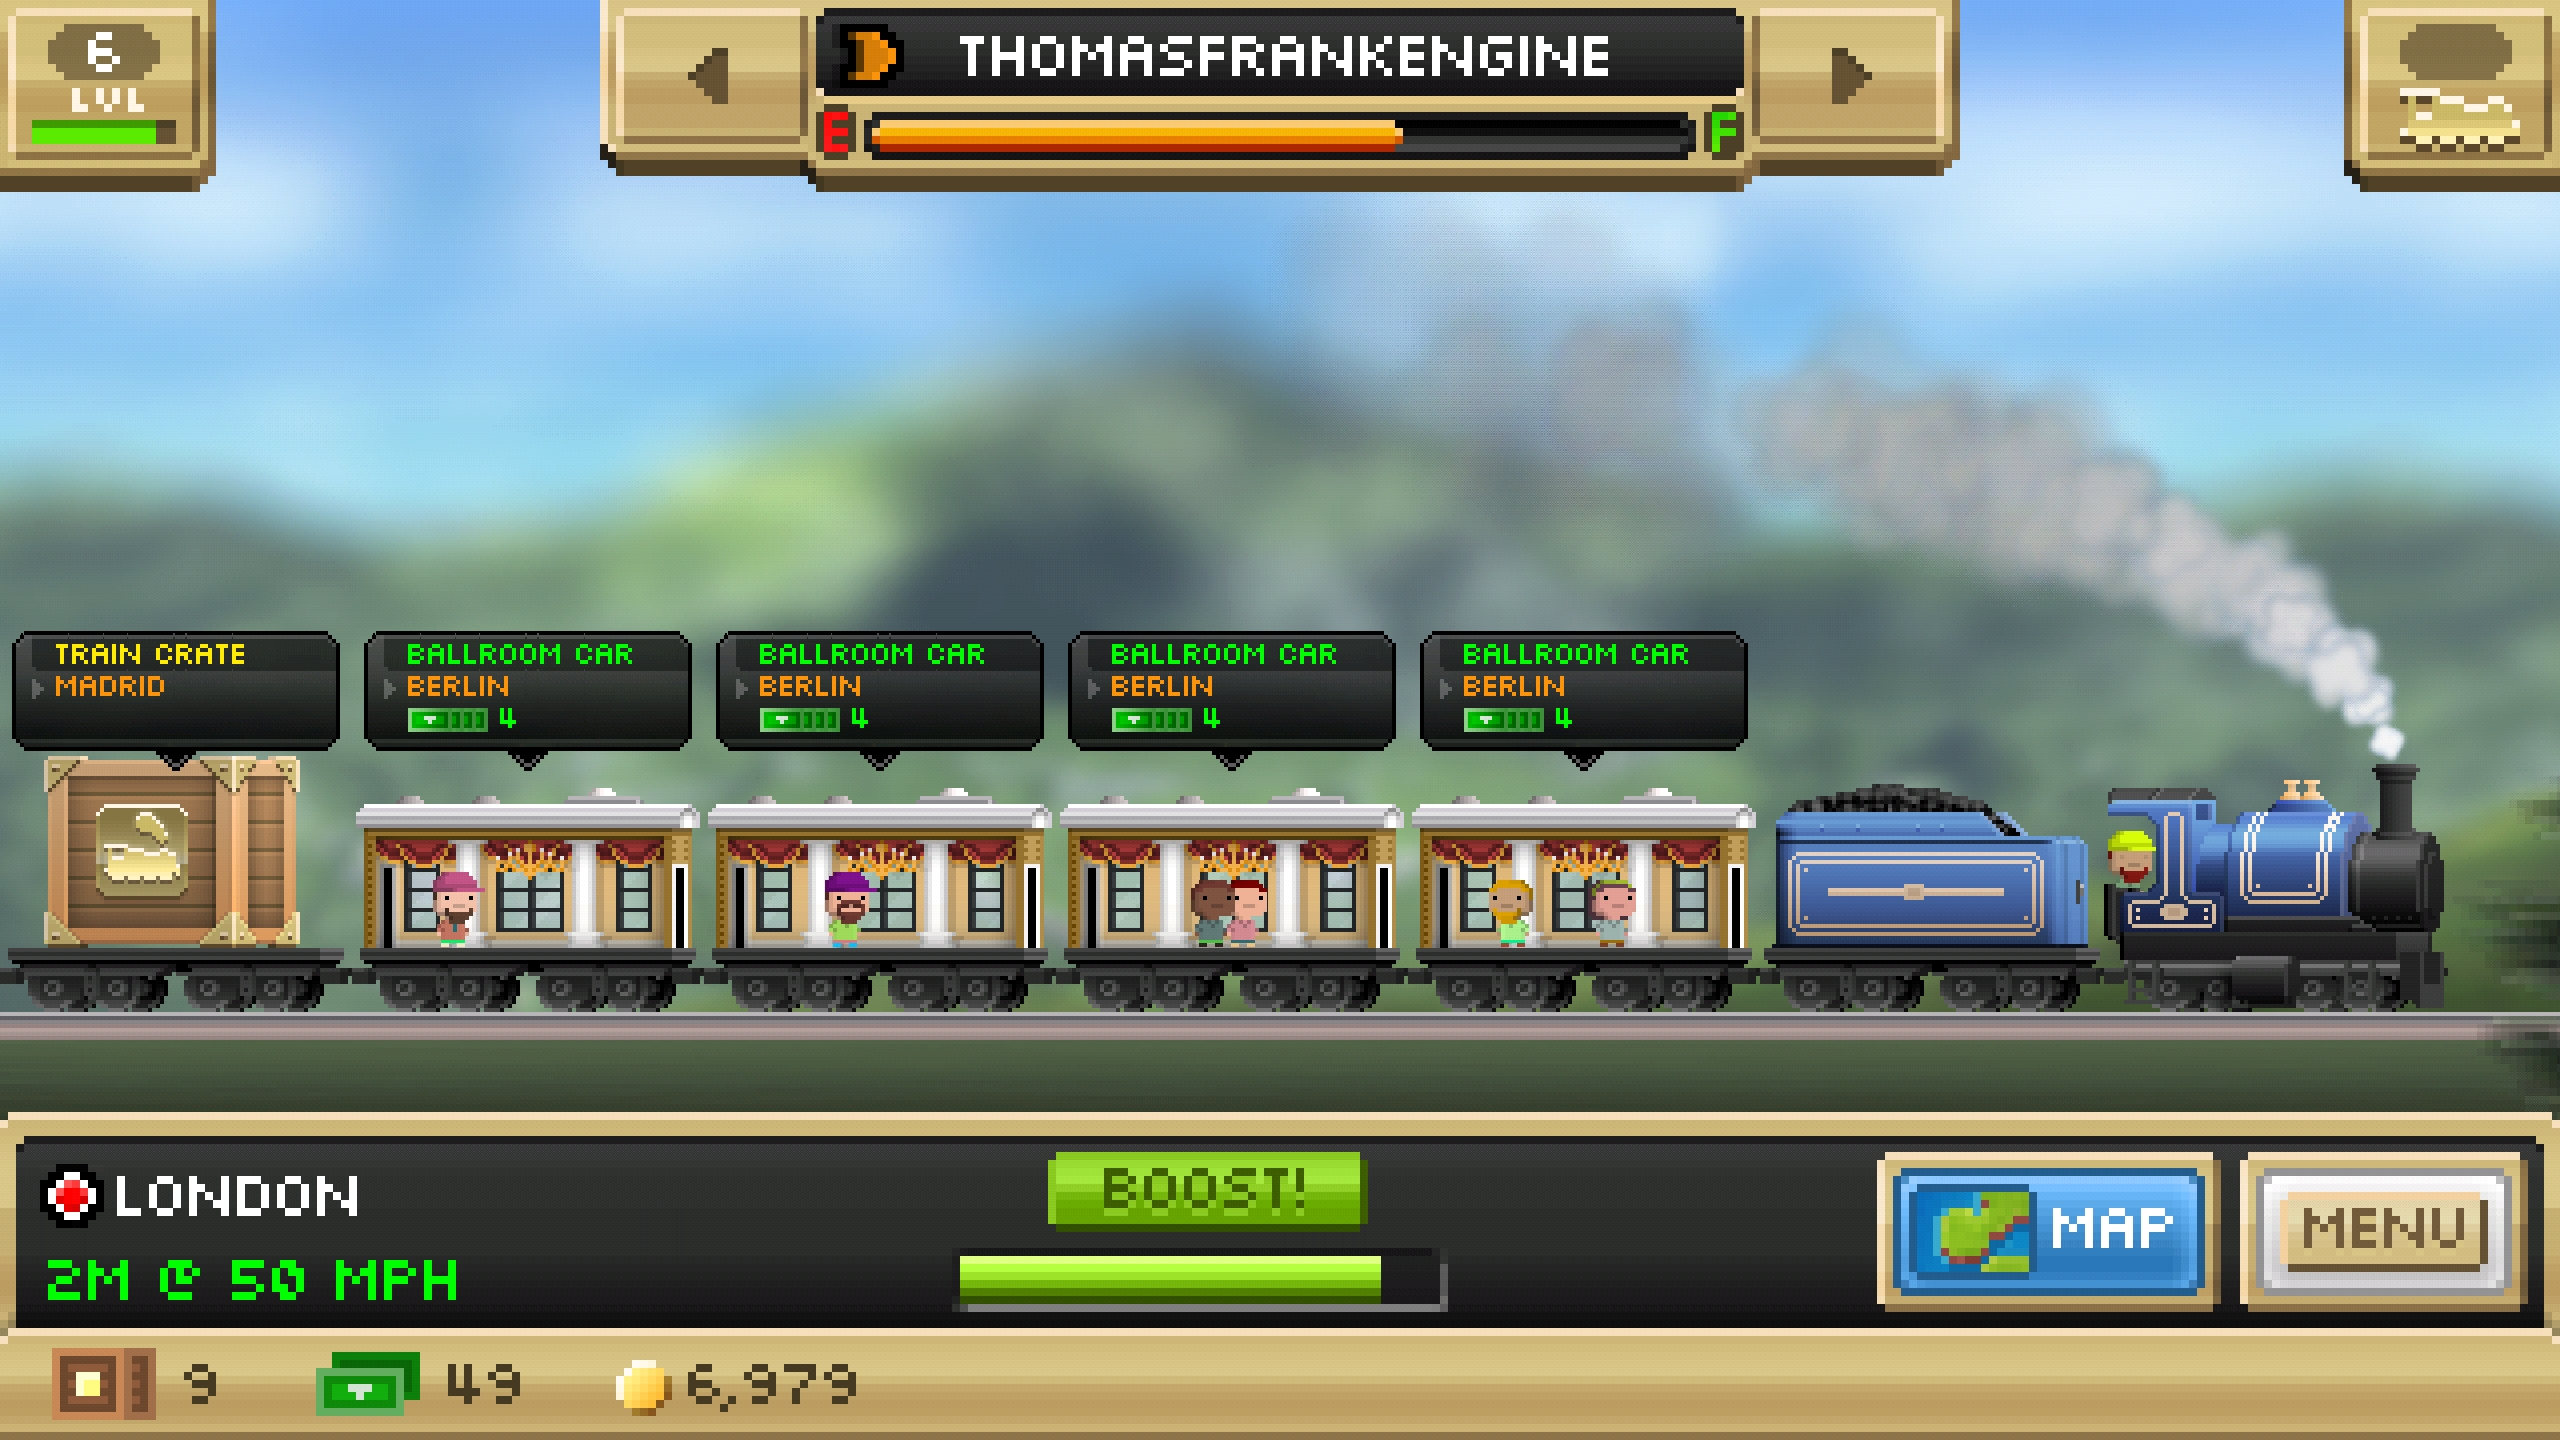 6
LVL
THOMASFRANKENGINE
E F
TRAIN CRATE
MADRID
BALLROOM CAR
BERLIN
4
BALLROOM CAR
BERLIN
4
BALLROOM CAR
BERLIN
4
BALLROOM CAR
BERLIN
4
LONDON
2M @ 50 MPH
BOOST!
MAP
MENU
9 49 6,979